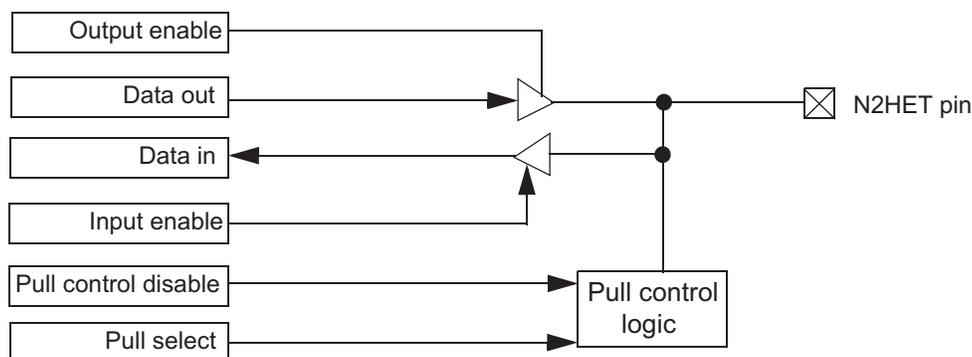 Output enable
Data out
N2HET pin
Data in
Input enable
Pull control disable
Pull control
logic
Pull select